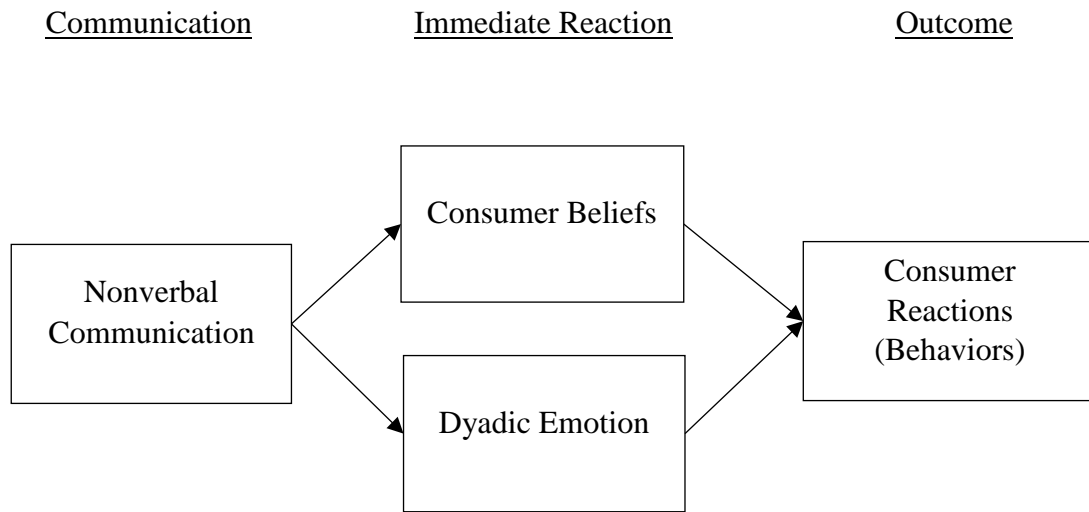 Communication
Immediate Reaction
Outcome
Consumer Beliefs
Nonverbal
Communication
Consumer
Reactions
(Behaviors)
Dyadic Emotion